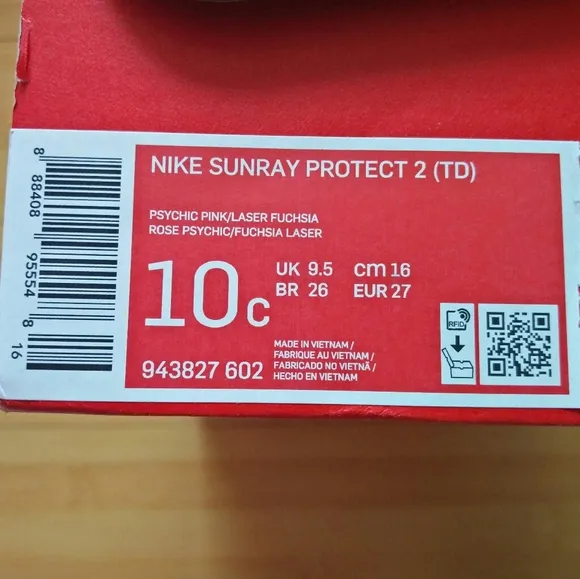 NIKE SUNRAY PROTECT 2 (TD)
PSYCHIC PINK/LASER FUCHSIA
ROSE PSYCHIC/FUCHSIA LASER
10C
UK 9.5 cm 16
BR 26 EUR 27
943827 602
MADE IN VIETNAM /
FABRIQUE AU VIETNAM /
FABRICADO NO VIETNÃ /
HECHO EN VIETNAM
RFID
8 88408 95554 8 16